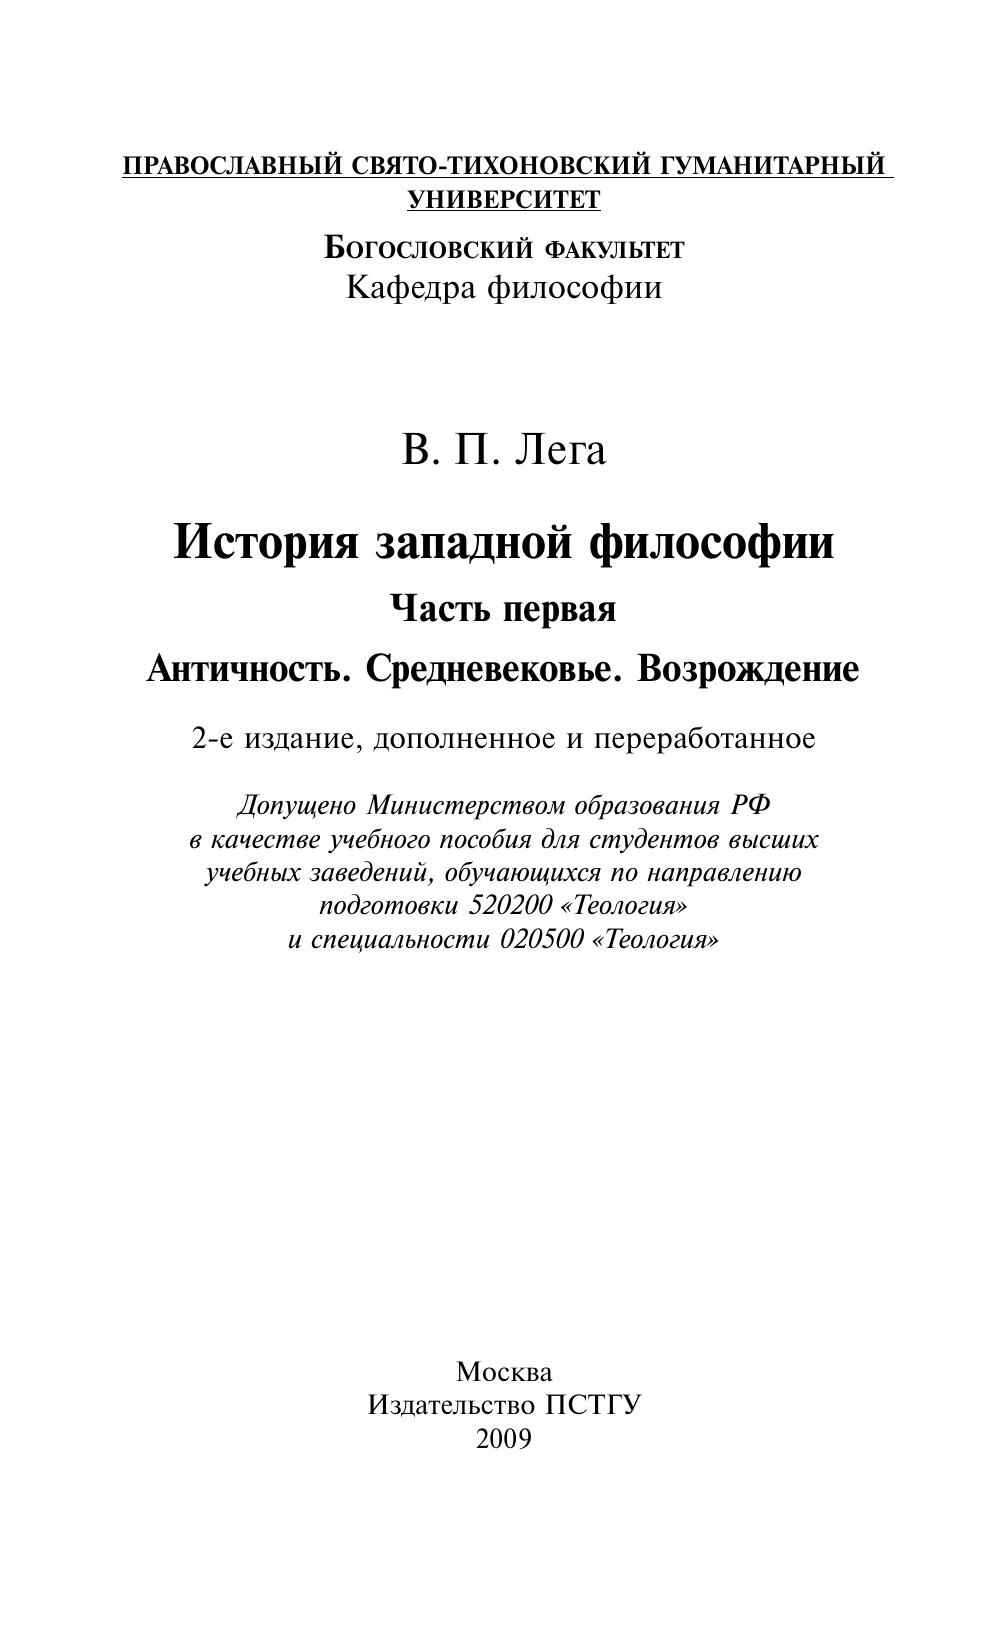 ПРАВОСЛАВНЫЙ СВЯТО-ТИХОНОВСКИЙ ГУМАНИТАРНЫЙ
УНИВЕРСИТЕТ
БОГОСЛОВСКИЙ ФАКУЛЬТЕТ
Кафедра философии
В. П. Лега
История западной философии
Часть первая
Античность. Средневековье. Возрождение
2-е издание, дополненное и переработанное
Допущено Министерством образования РФ
в качестве учебного пособия для студентов высших
учебных заведений, обучающихся по направлению
подготовки 520200 «Теология»
и специальности 020500 «Теология»
Москва
Издательство ПСТГУ
2009